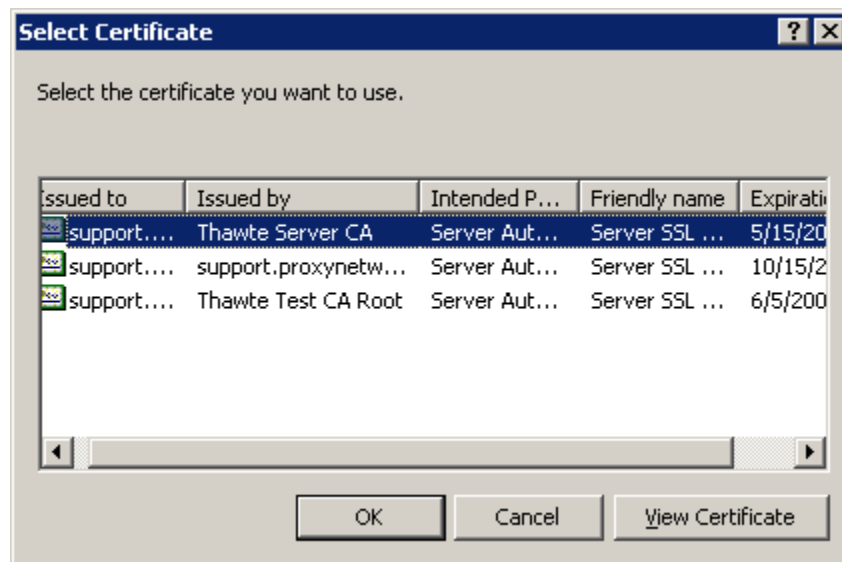 Select Certificate
Select the certificate you want to use.
Issued to Issued by Intended P... Friendly name Expirati
support.... Thawte Server CA Server Aut... Server SSL ... 5/15/20
support.... support.proxynetw... Server Aut... Server SSL ... 10/15/2
support.... Thawte Test CA Root Server Aut... Server SSL ... 6/5/200
OK Cancel View Certificate